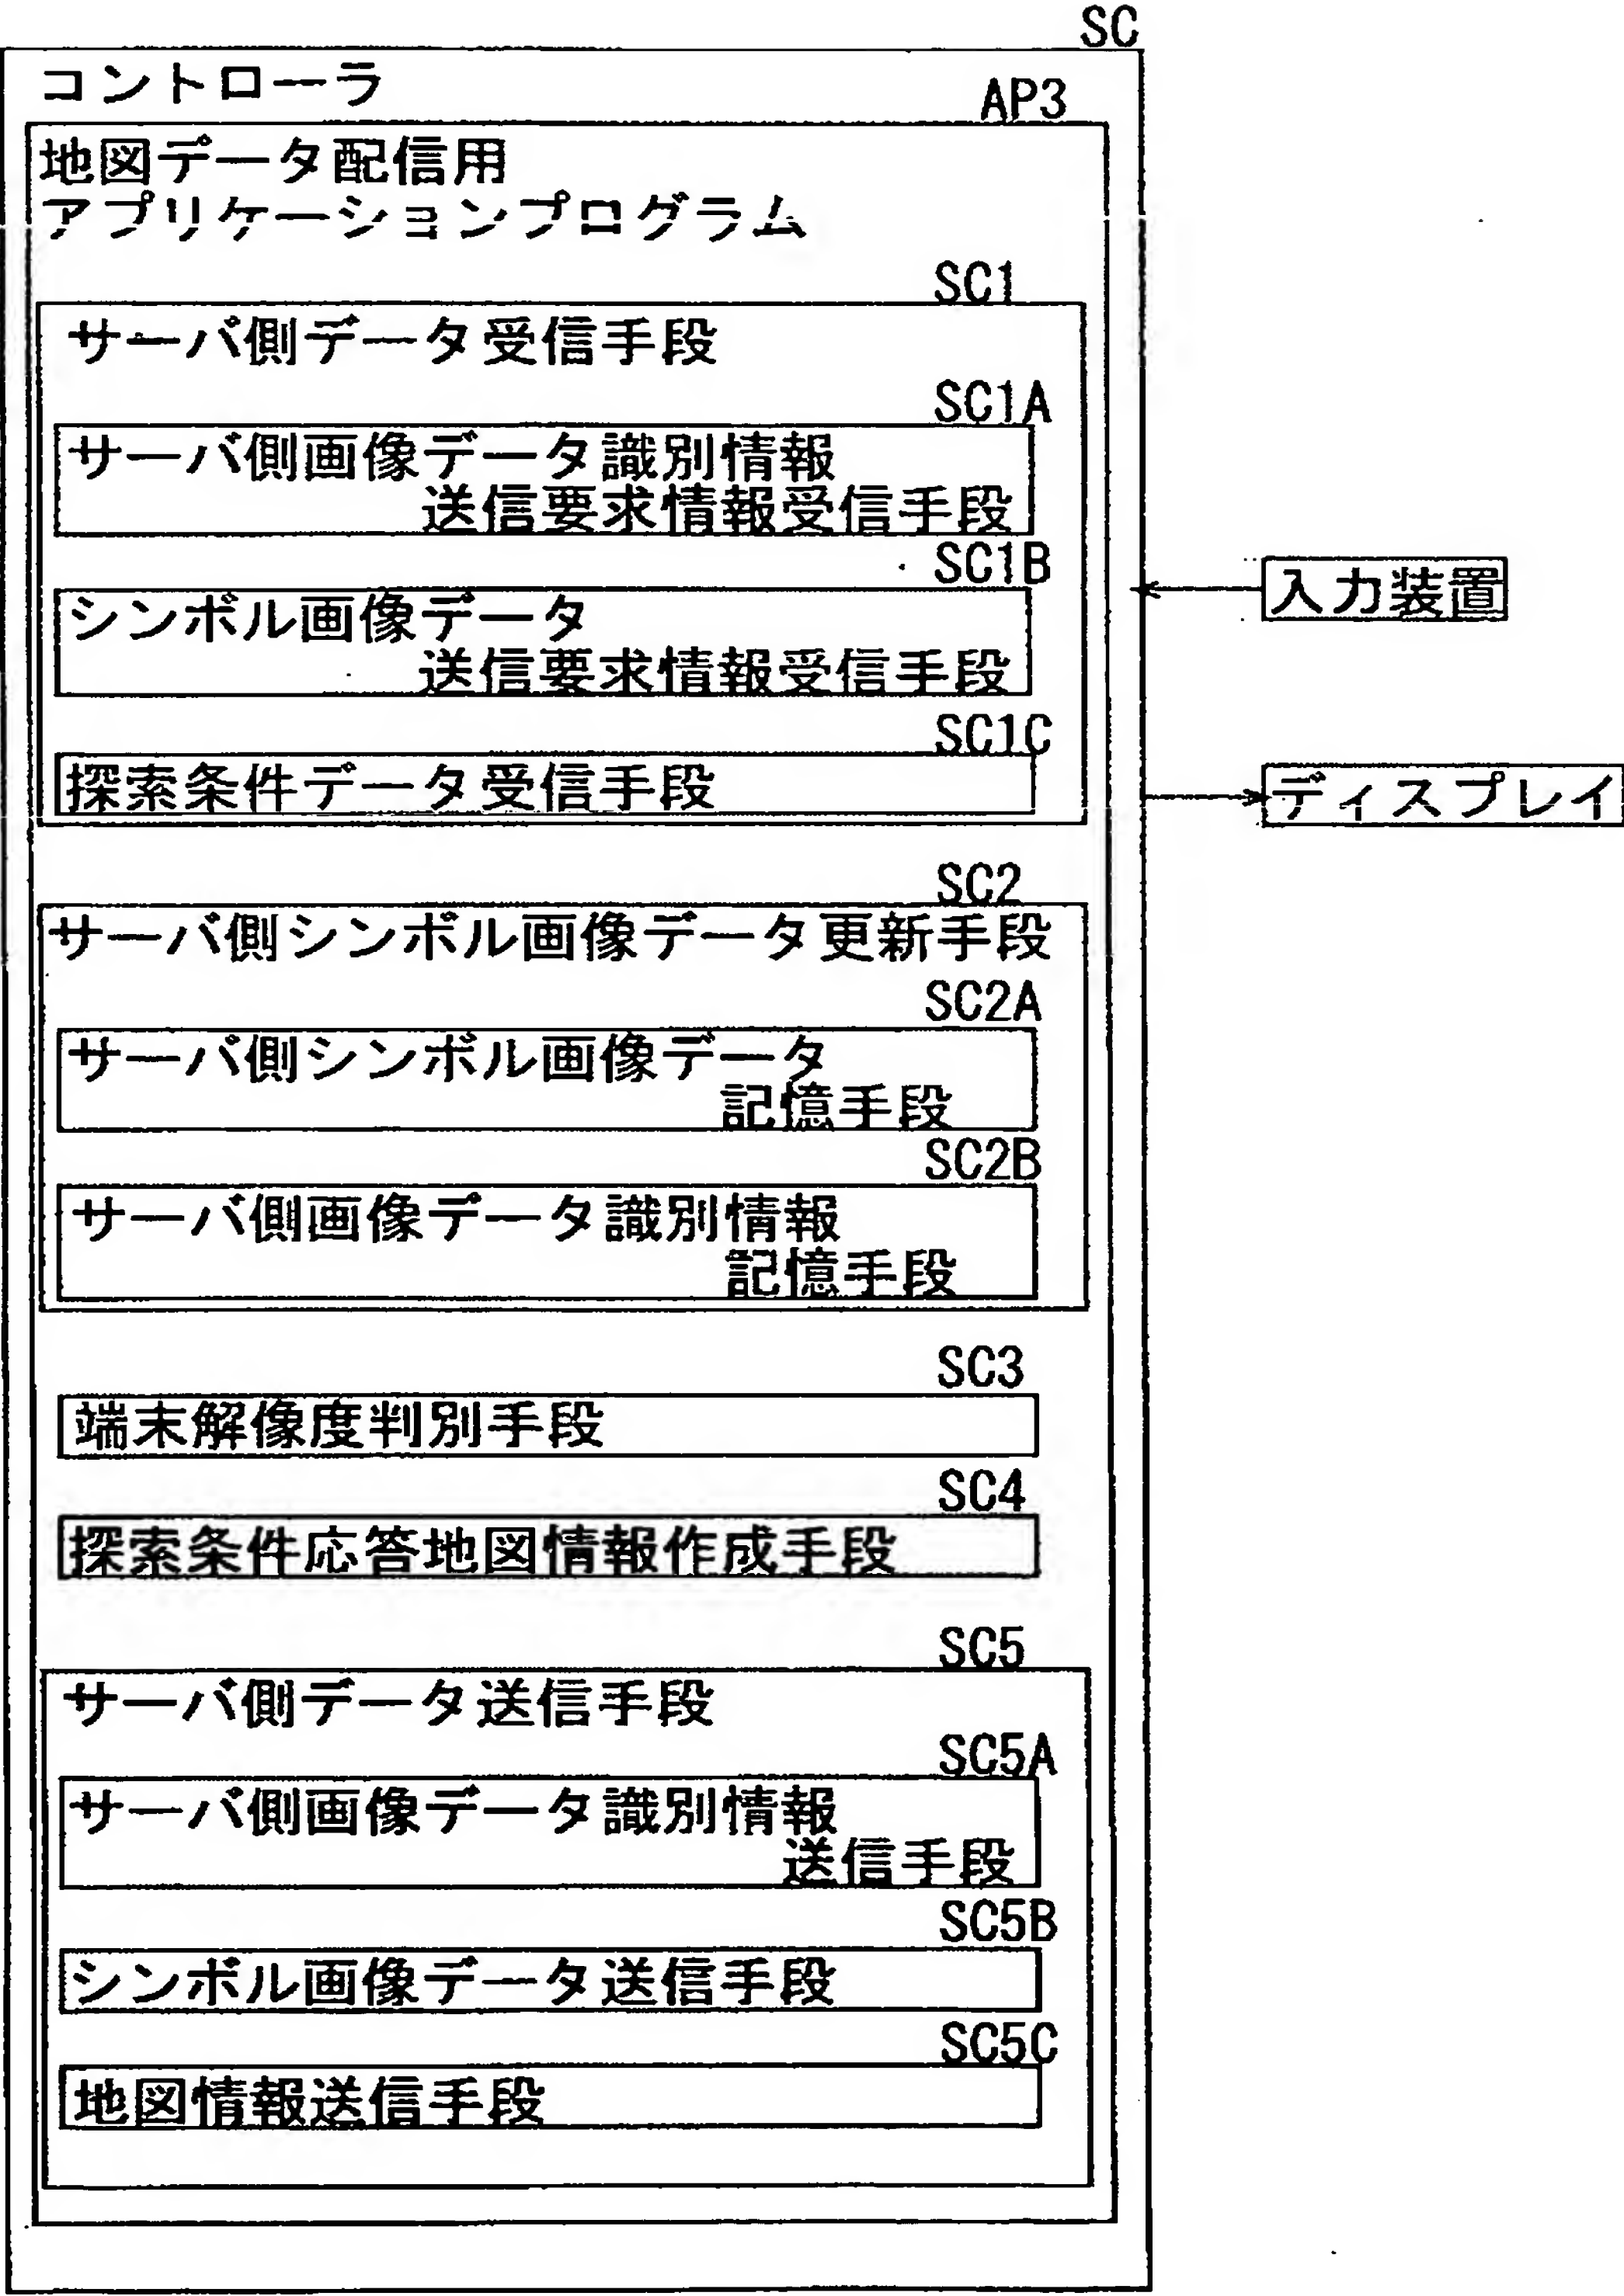 SC
コントローラ
AP3
地図データ配信用
アプリケーションプログラム
SC1
サーバ側データ受信手段
SC1A
サーバ側画像データ識別情報
送信要求情報受信手段
SC1B
シンボル画像データ
送信要求情報受信手段
SC1C
探索条件データ受信手段
入力装置
ディスプレイ
SC2
サーバ側シンボル画像データ更新手段
SC2A
サーバ側シンボル画像データ
記憶手段
SC2B
サーバ側画像データ識別情報
記憶手段
SC3
端末解像度判別手段
SC4
探索条件応答地図情報作成手段
SC5
サーバ側データ送信手段
SC5A
サーバ側画像データ識別情報
送信手段
SC5B
シンボル画像データ送信手段
SC5C
地図情報送信手段